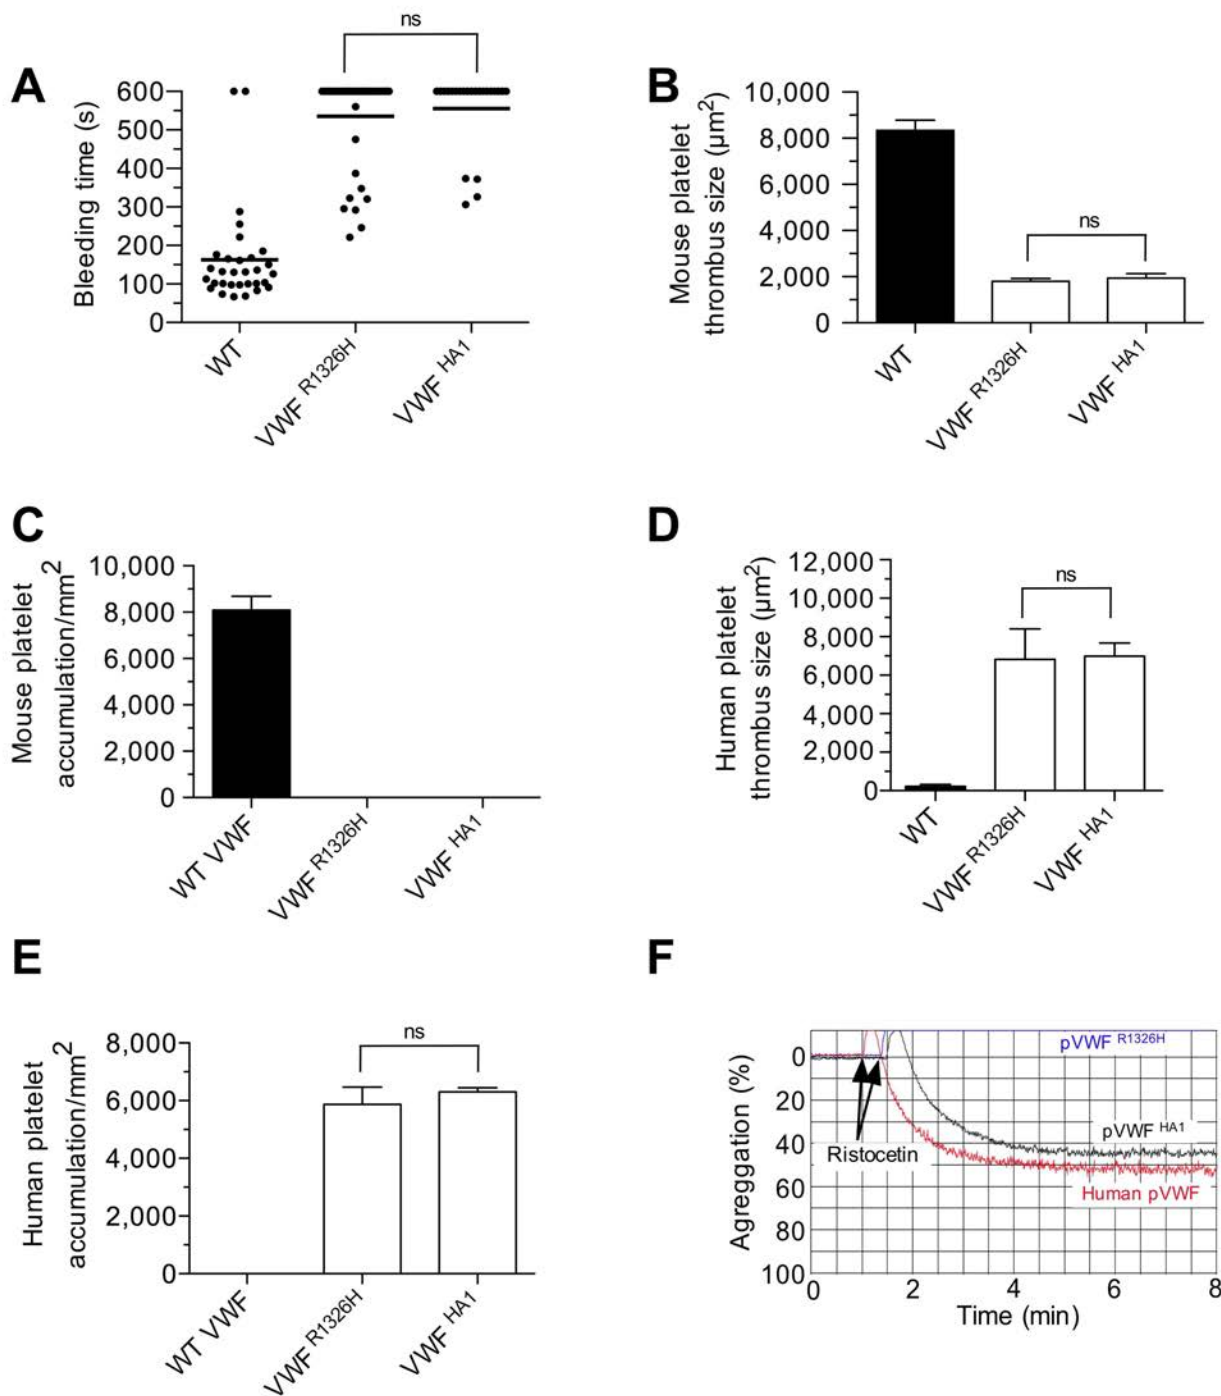 A
Bleeding time (s)
600
500
400
300
200
100
0
ns
WT
VWF R1326H
VWF HA1
B
Mouse platelet
thrombus size (µm2)
10,000
8,000
6,000
4,000
2,000
0
ns
WT
VWF R1326H
VWF HA1
C
Mouse platelet
accumulation/mm2
10,000
8,000
6,000
4,000
2,000
0
WT VWF
VWF R1326H
VWF HA1
D
Human platelet
thrombus size (µm2)
12,000
10,000
8,000
6,000
4,000
2,000
0
ns
WT
VWF R1326H
VWF HA1
E
Human platelet
accumulation/mm2
8,000
6,000
4,000
2,000
0
ns
WT VWF
VWF R1326H
VWF HA1
F
Agreggation (%)
0
20
40
60
80
100
pVWF R1326H
pVWF HA1
Ristocetin
Human pVWF
0 2 4 6 8
Time (min)